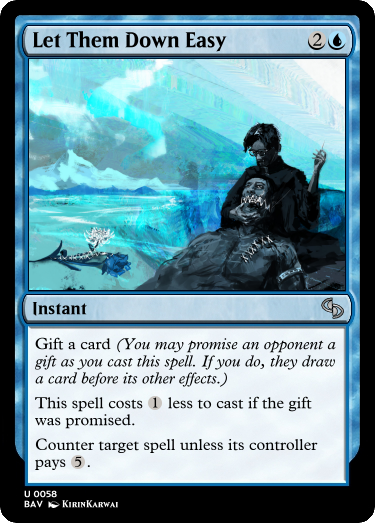 Let Them Down Easy 2
Instant
Gift a card (You may promise an opponent a
gift as you cast this spell. If you do, they draw
a card before its other effects.)
This spell costs 1 less to cast if the gift
was promised.
Counter target spell unless its controller
pays 5.
U 0058
BAV KirinKarwai